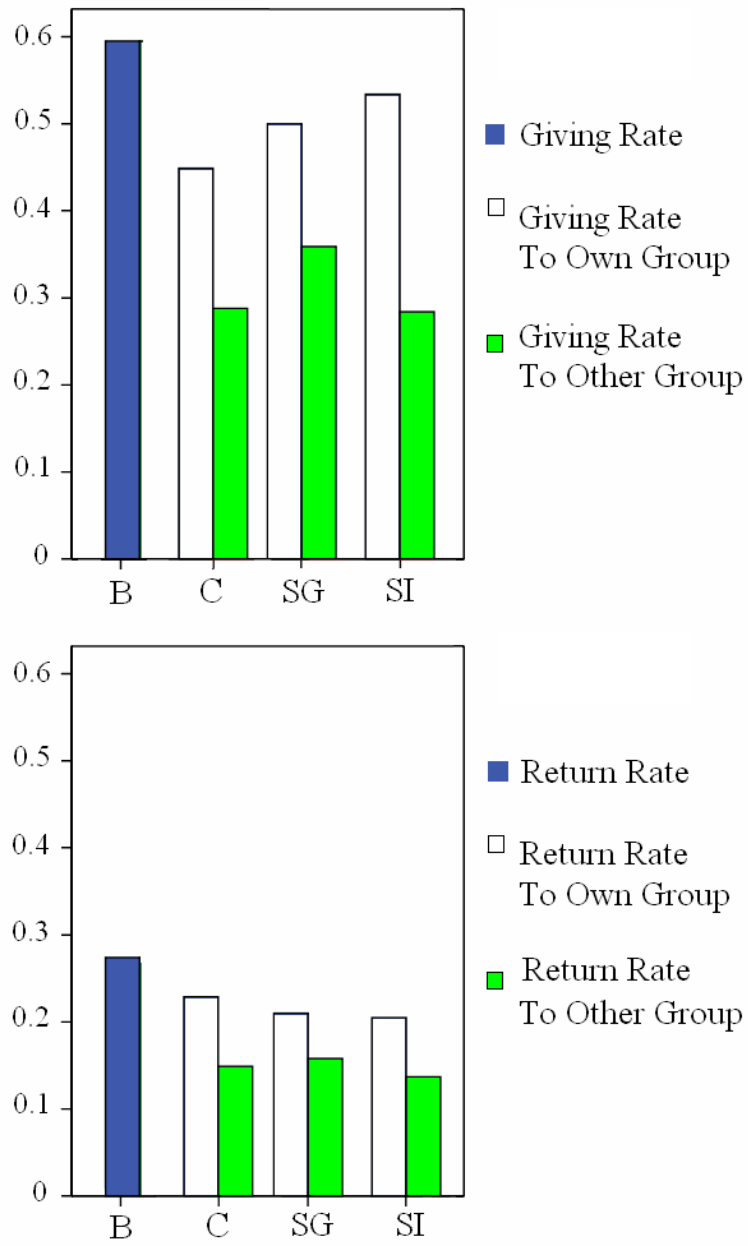 0.6
0.5
0.4
0.3
0.2
0.1
0
B C SG SI
Giving Rate
Giving Rate
To Own Group
Giving Rate
To Other Group
0.6
0.5
0.4
0.3
0.2
0.1
0
B C SG SI
Return Rate
Return Rate
To Own Group
Return Rate
To Other Group